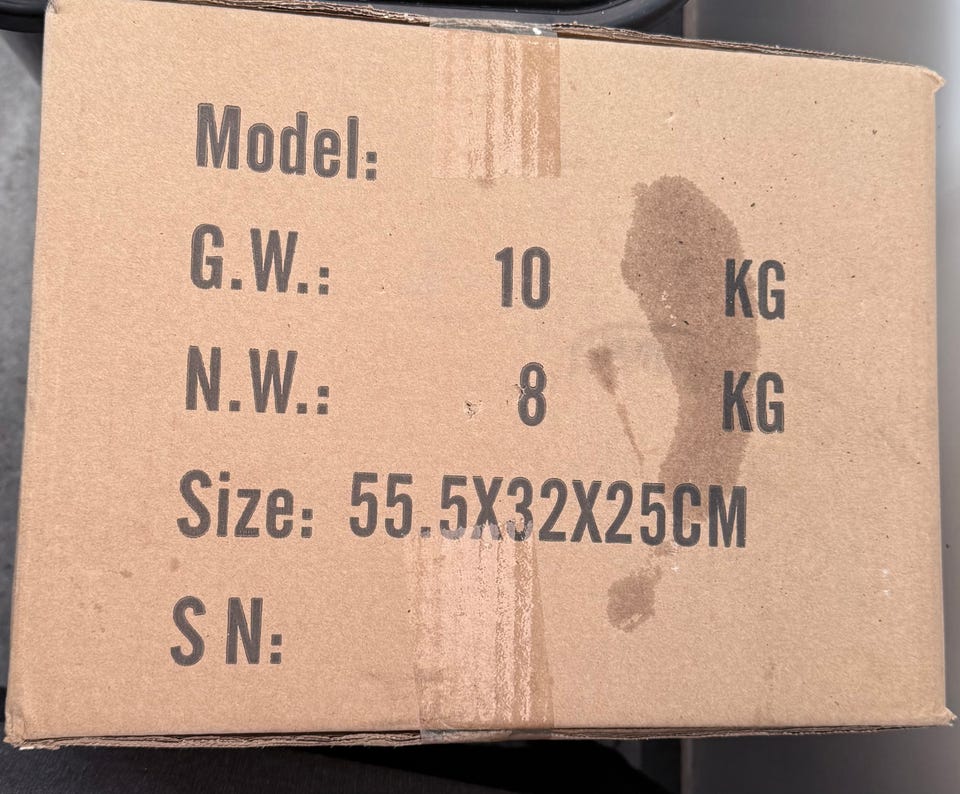 Model:
G.W.: 10 KG
N.W.: 8 KG
Size: 55.5X32X25CM
S N: